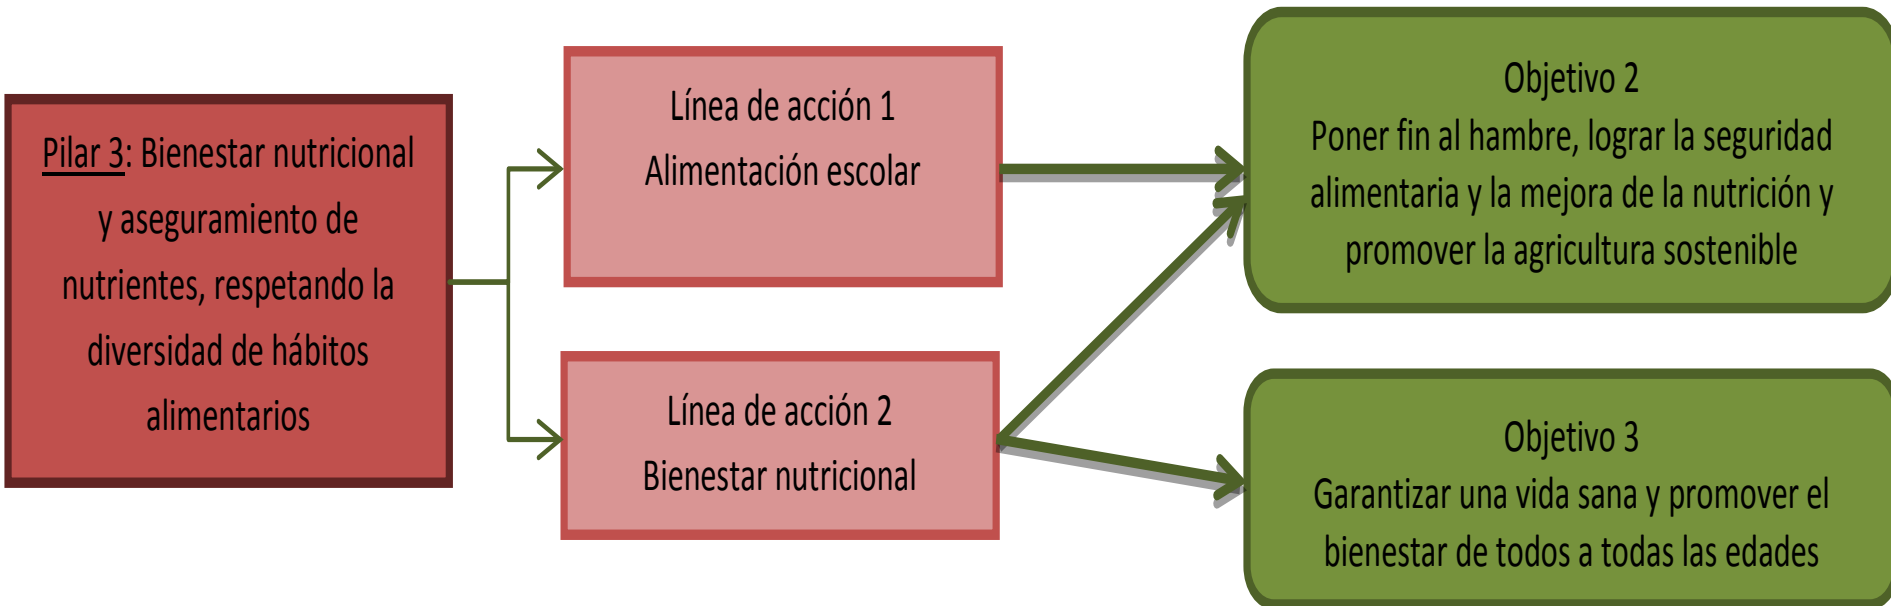 Pilar 3: Bienestar nutricional
y aseguramiento de
nutrientes, respetando la
diversidad de hábitos
alimentarios
Línea de acción 1
Alimentación escolar
Línea de acción 2
Bienestar nutricional
Objetivo 2
Poner fin al hambre, lograr la seguridad
alimentaria y la mejora de la nutrición y
promover la agricultura sostenible
Objetivo 3
Garantizar una vida sana y promover el
bienestar de todos a todas las edades